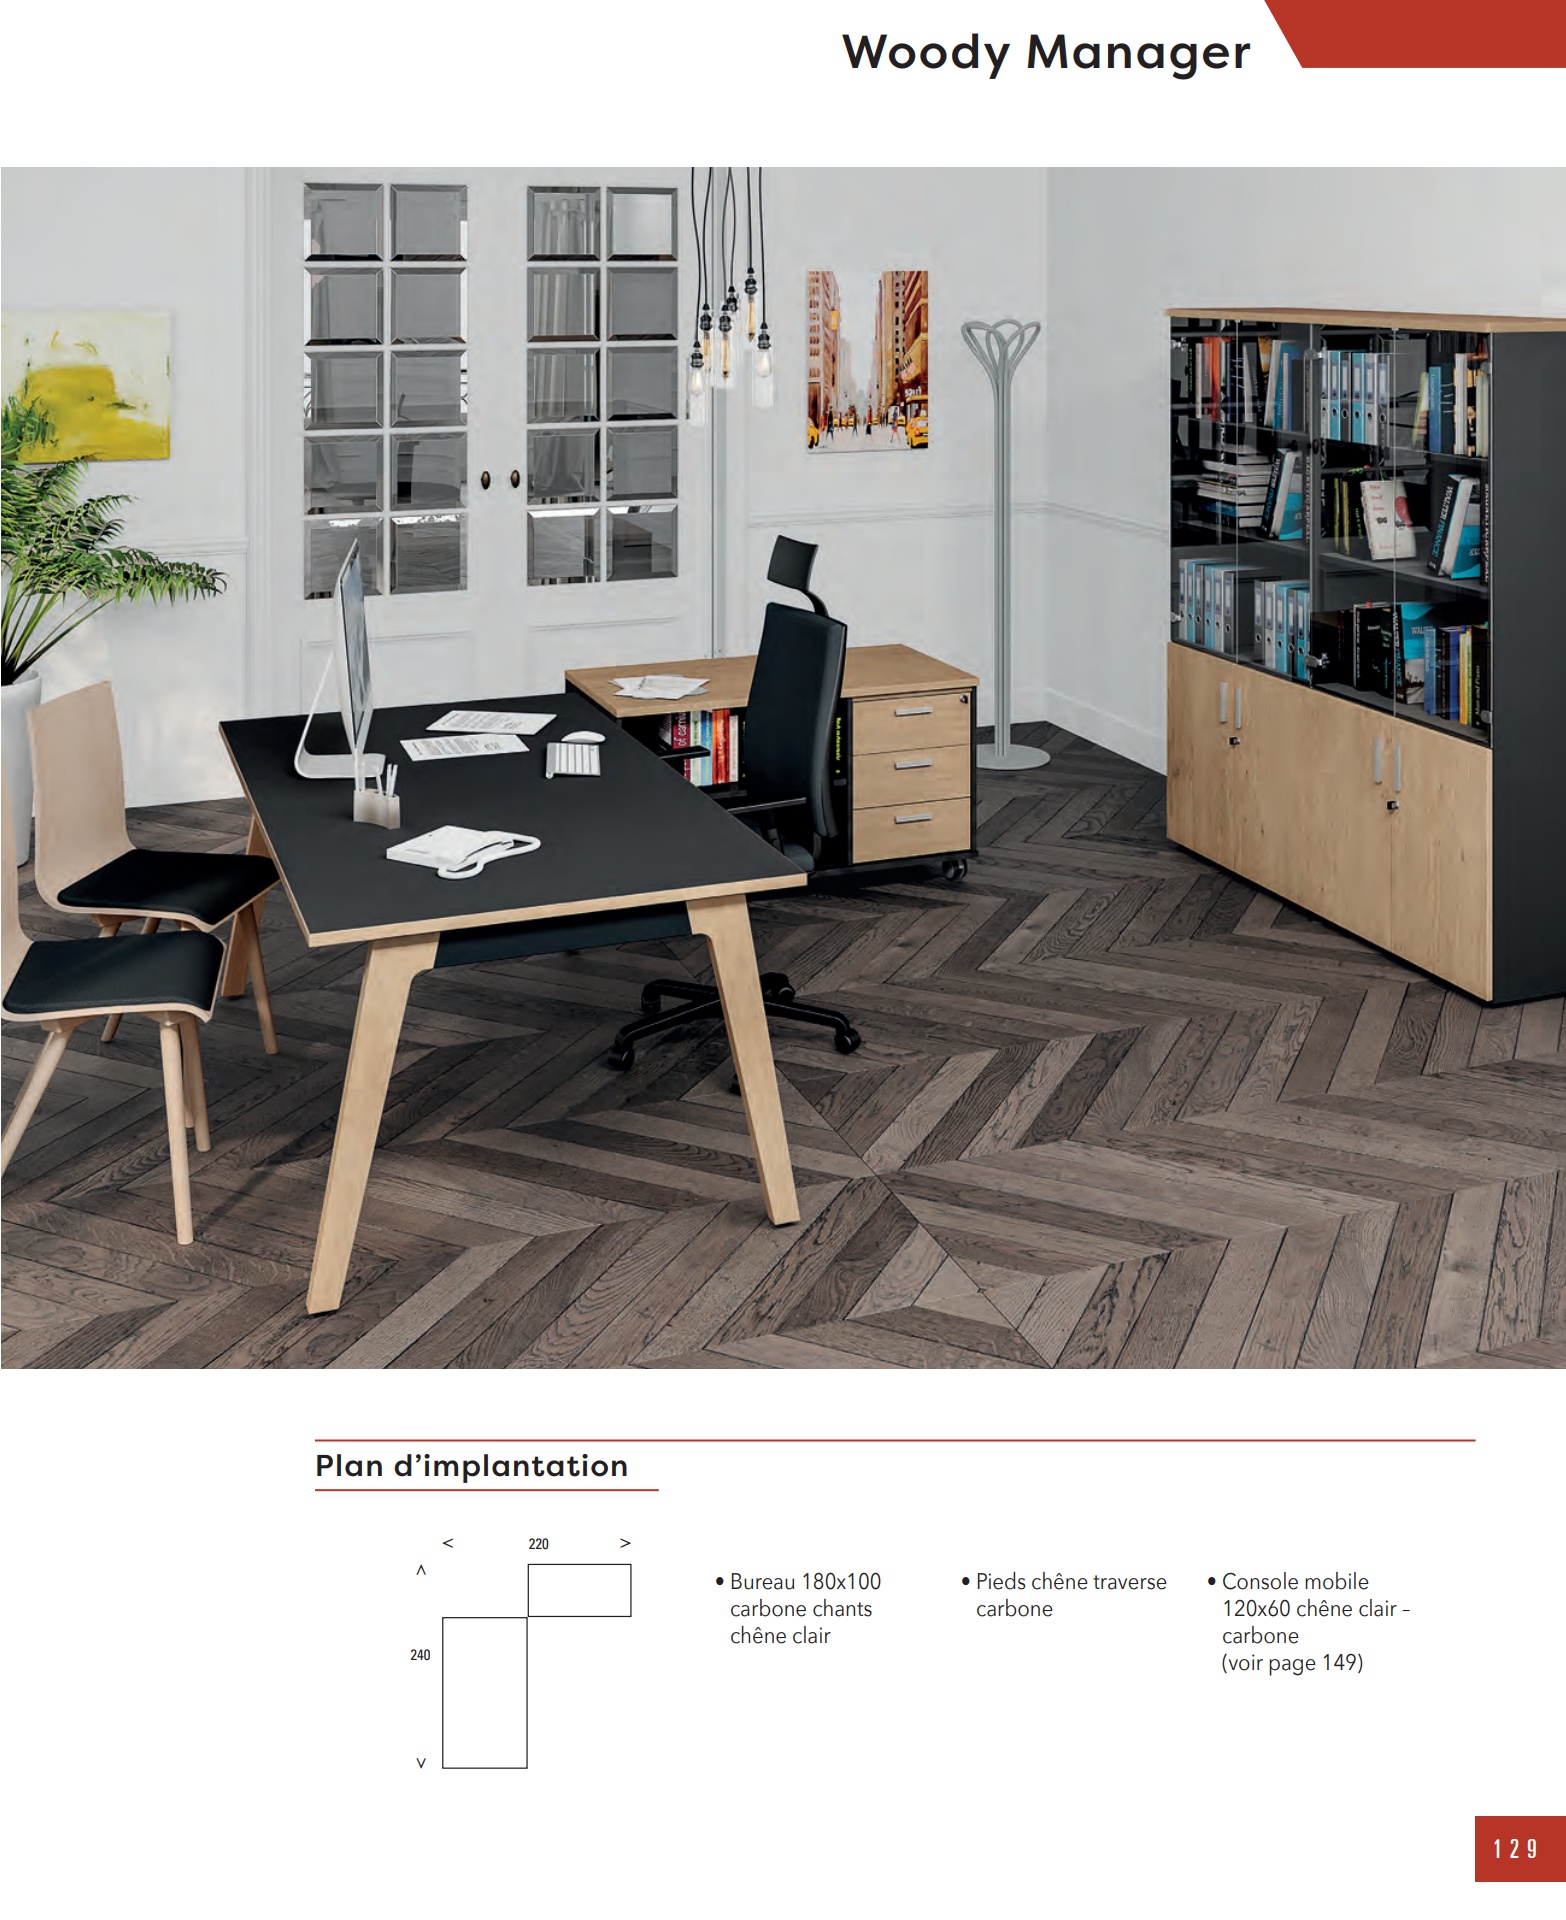 Woody Manager
Plan d’implantation
< 220 >
240
• Bureau 180x100
carbone chants
chêne clair
• Pieds chêne traverse
carbone
• Console mobile
120x60 chêne clair –
carbone
(voir page 149)
129